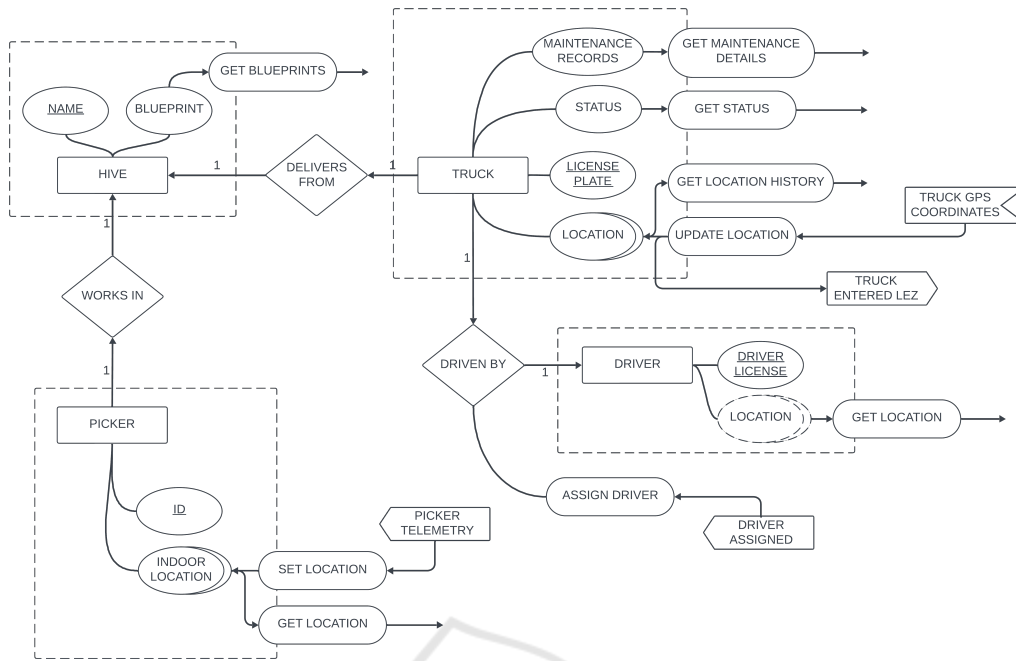 MAINTENANCE
RECORDS
GET MAINTENANCE
DETAILS
GET BLUEPRINTS
NAME
BLUEPRINT
STATUS
GET STATUS
HIVE
1
DELIVERS
FROM
1
TRUCK
LICENSE
PLATE
GET LOCATION HISTORY
TRUCK GPS
COORDINATES
1
LOCATION
UPDATE LOCATION
1
TRUCK
ENTERED LEZ
WORKS IN
DRIVEN BY
1
DRIVER
DRIVER
LICENSE
1
LOCATION
GET LOCATION
PICKER
ASSIGN DRIVER
ID
PICKER
TELEMETRY
DRIVER
ASSIGNED
INDOOR
LOCATION
SET LOCATION
GET LOCATION